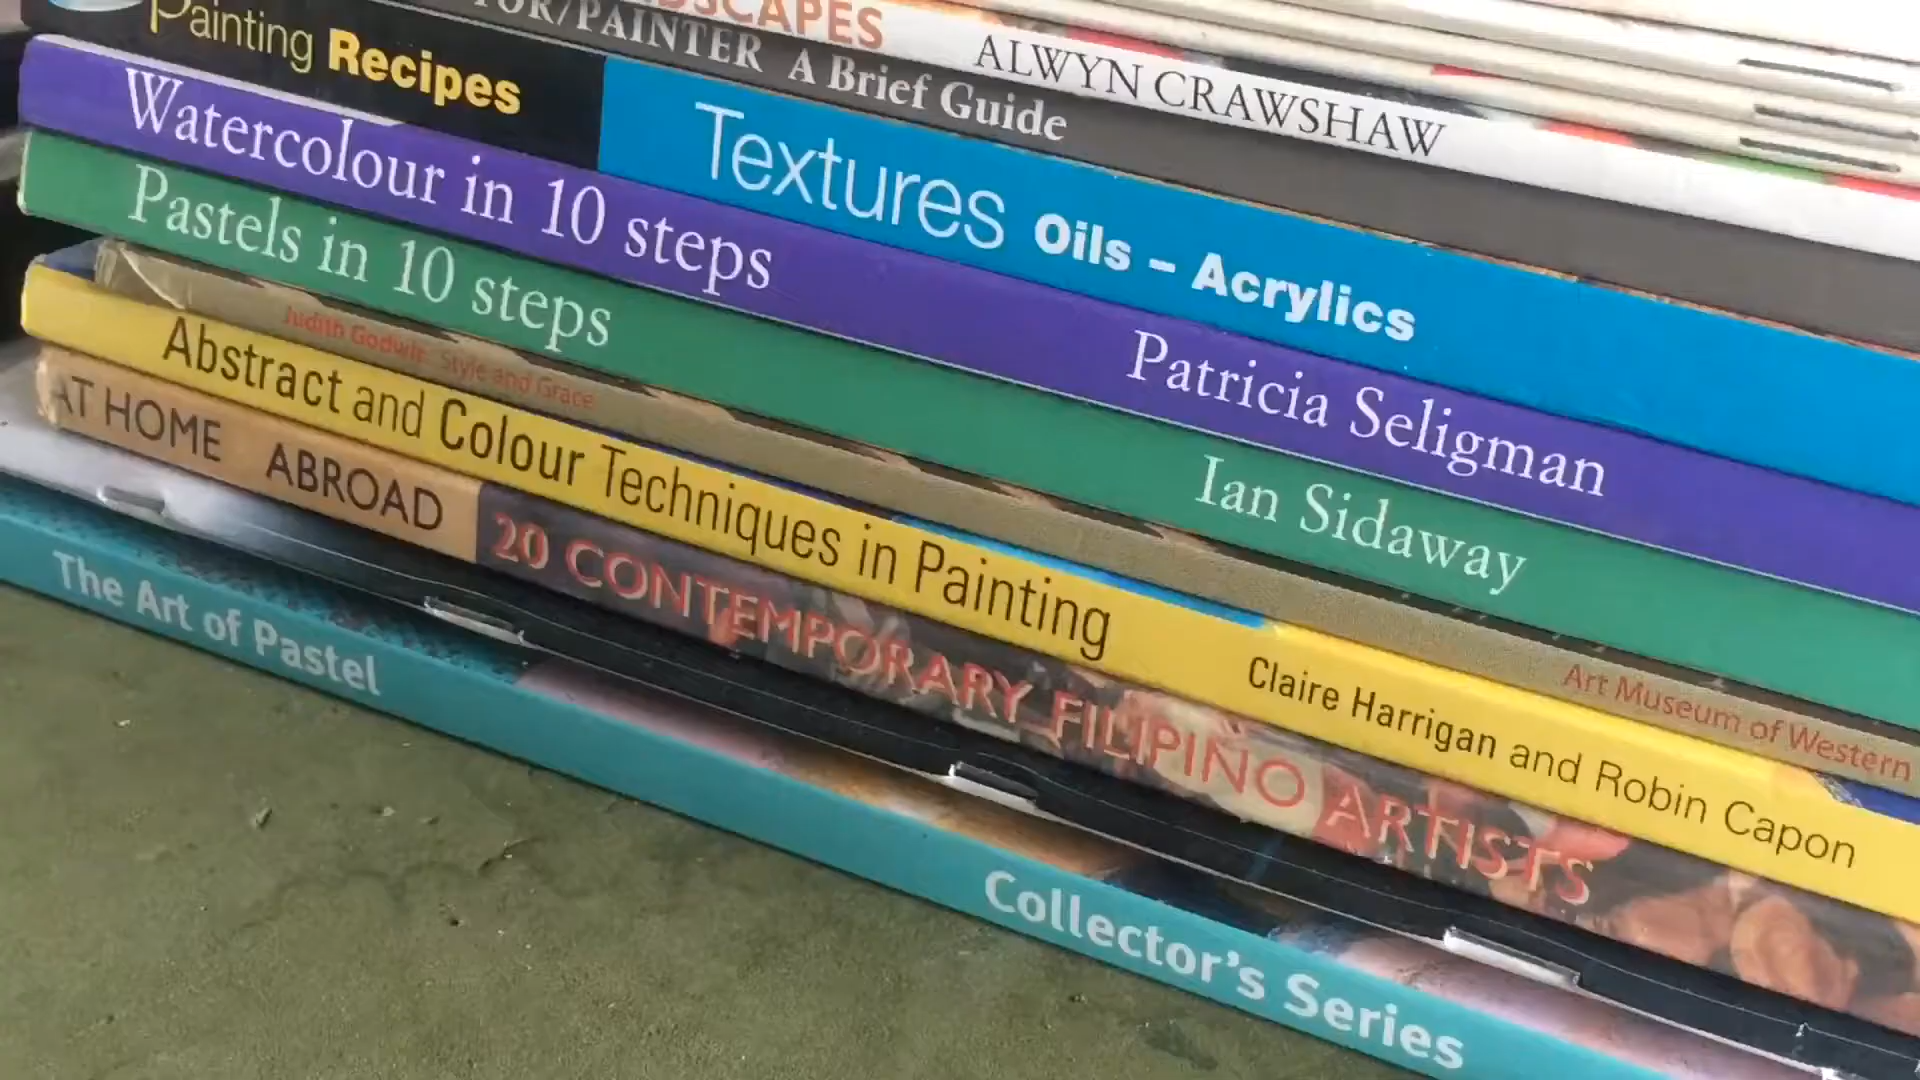 ALWYN CRAWSHAW
PAINTER A Brief Guide
Painting Recipes Textures Oils – Acrylics
Watercolour in 10 steps Patricia Seligman
Pastels in 10 steps Ian Sidaway
Judith Godwin Style and Grace Art Museum of Western
Abstract and Colour Techniques in Painting Claire Harrigan and Robin Capon
AT HOME ABROAD 20 CONTEMPORARY FILIPINO ARTISTS
The Art of Pastel Collector's Series